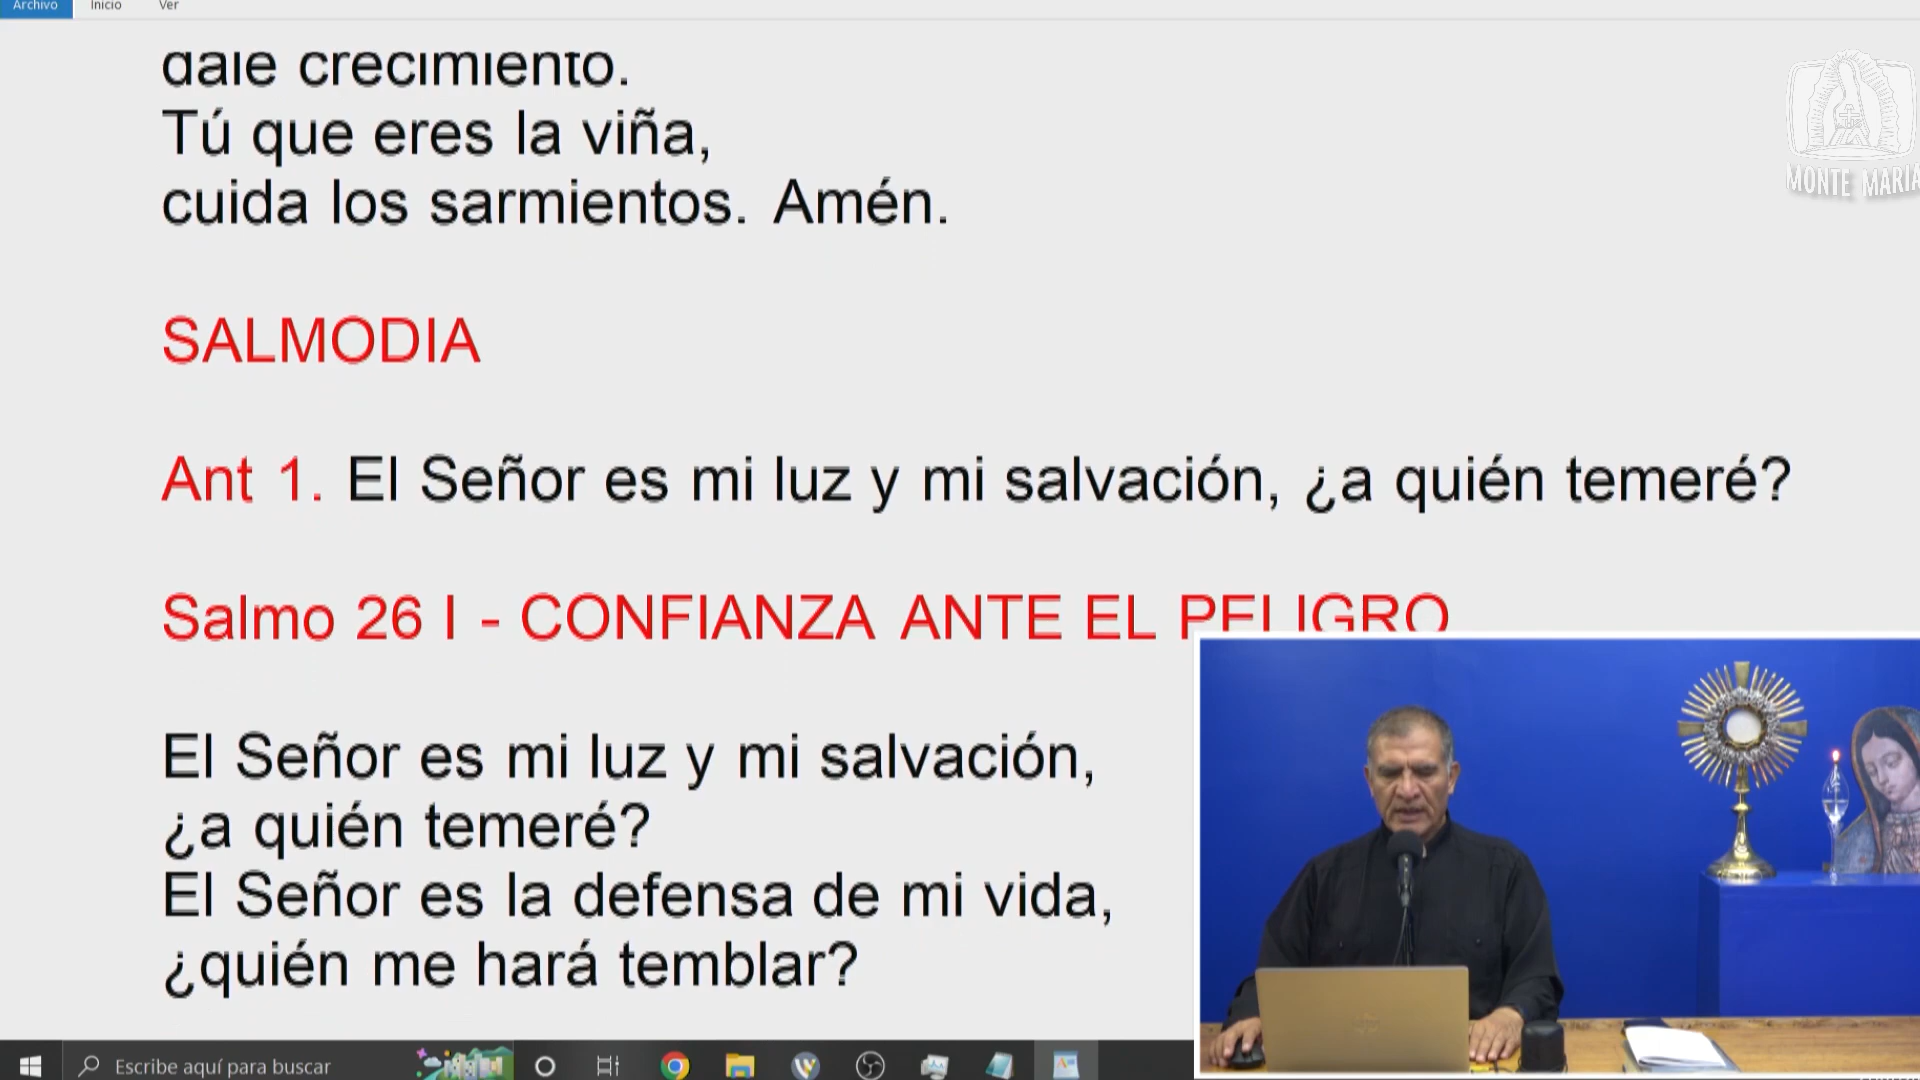 Archivo Inicio Ver
dale crecimiento.
Tú que eres la viña,
cuida los sarmientos. Amén.
MONTE MARIA
SALMODIA
Ant 1. El Señor es mi luz y mi salvación, ¿a quién temeré?
Salmo 26 I - CONFIANZA ANTE EL PELIGRO
El Señor es mi luz y mi salvación,
¿a quién temeré?
El Señor es la defensa de mi vida,
¿quién me hará temblar?
Escribe aquí para buscar